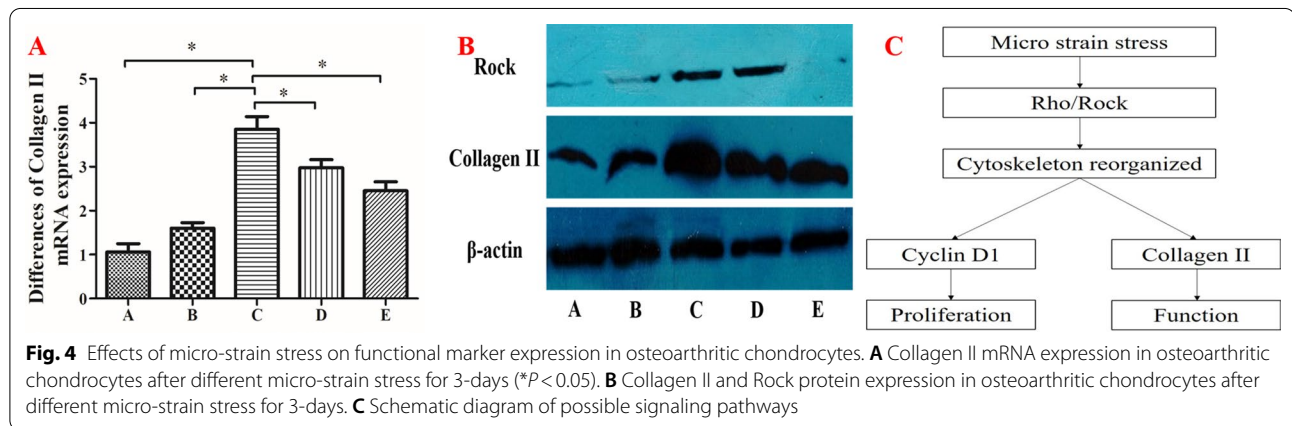 A
Differences of Collagen II
mRNA expression
5
4
3
2
1
0
*
*
*
*
A B C D E
B
Rock
Collagen II
β-actin
A B C D E
C
Micro strain stress
Rho/Rock
Cytoskeleton reorganized
Cyclin D1 Collagen II
Proliferation Function
Fig. 4 Effects of micro-strain stress on functional marker expression in osteoarthritic chondrocytes. A Collagen II mRNA expression in osteoarthritic
chondrocytes after different micro-strain stress for 3-days (*P < 0.05). B Collagen II and Rock protein expression in osteoarthritic chondrocytes after
different micro-strain stress for 3-days. C Schematic diagram of possible signaling pathways